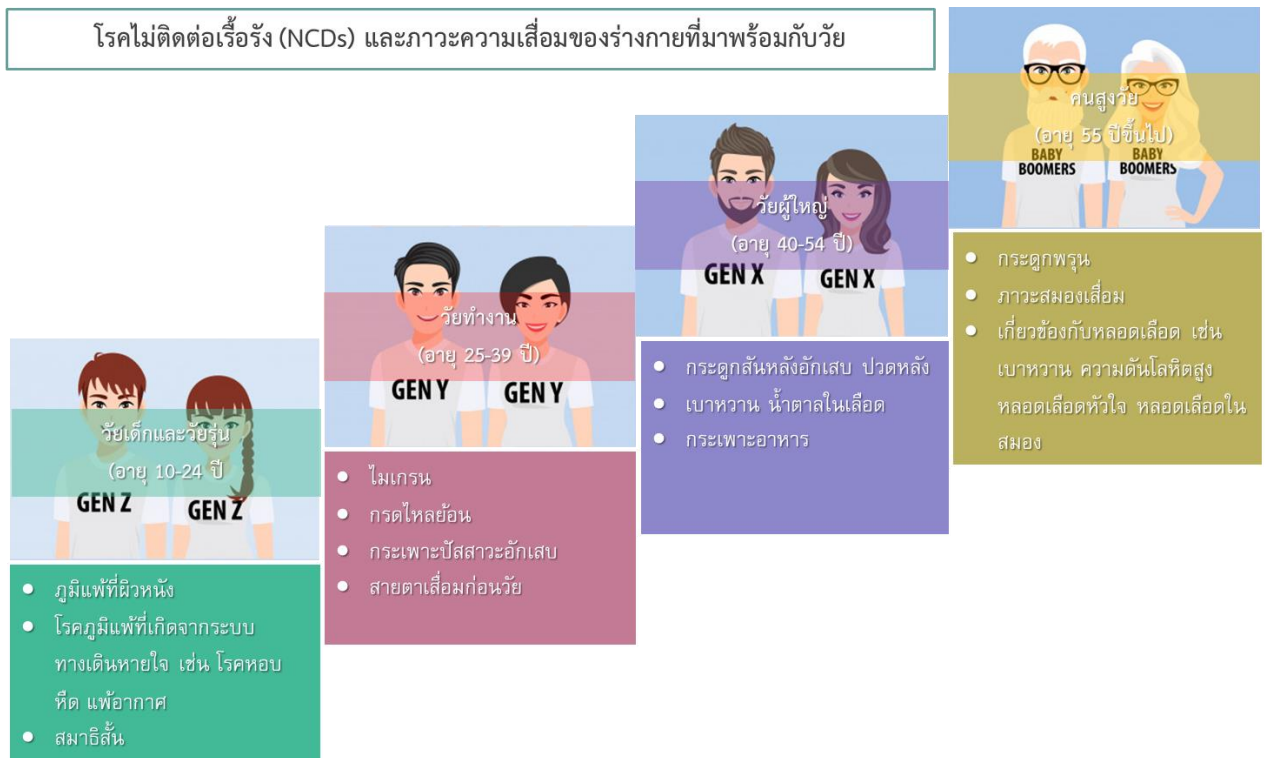 โรคไม่ติดต่อเรื้อรัง (NCDs) และภาวะความเสื่อมของร่างกายที่มาพร้อมกับวัย
วัยเด็กและวัยรุ่น
(อายุ 10-24 ปี
GEN Z
GEN Z
ภูมิแพ้ที่ผิวหนัง
โรคภูมิแพ้ที่เกิดจากระบบ
ทางเดินหายใจ เช่น โรคหอบ
หืด แพ้อากาศ
สมาธิสั้น
วัยทำงาน
(อายุ 25-39 ปี)
GEN Y
GEN Y
ไมเกรน
กรดไหลย้อน
กระเพาะปัสสาวะอักเสบ
สายตาเสื่อมก่อนวัย
วัยผู้ใหญ่
(อายุ 40-54 ปี)
GEN X
GEN X
กระดูกสันหลังอักเสบ ปวดหลัง
เบาหวาน น้ำตาลในเลือด
กระเพาะอาหาร
คนสูงวัย
(อายุ 55 ปีขึ้นไป)
BABY
BOOMERS
BABY
BOOMERS
กระดูกพรุน
ภาวะสมองเสื่อม
เกี่ยวข้องกับหลอดเลือด เช่น
เบาหวาน ความดันโลหิตสูง
หลอดเลือดหัวใจ หลอดเลือดใน
สมอง